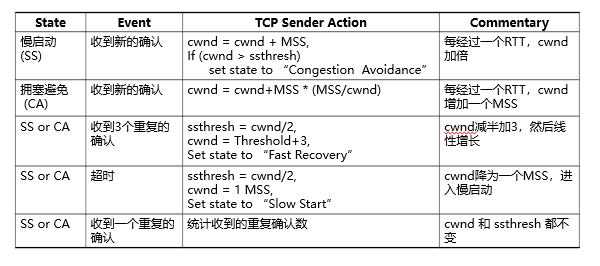 State Event TCP Sender Action Commentary
慢启动 收到新的确认 cwnd = cwnd + MSS, 每经过一个RTT，cwnd
(SS) If (cwnd > ssthresh) 加倍
set state to “Congestion Avoidance”
拥塞避免 收到新的确认 cwnd = cwnd+MSS * (MSS/cwnd) 每经过一个RTT，cwnd
(CA) 增加一个MSS
SS or CA 收到3个重复的 ssthresh = cwnd/2, cwnd减半加3，然后线
确认 cwnd = Threshold+3, 性增长
Set state to “Fast Recovery”
SS or CA 超时 ssthresh = cwnd/2, cwnd降为一个MSS，进
cwnd = 1 MSS, 入慢启动
Set state to “Slow Start”
SS or CA 收到一个重复的 统计收到的重复确认数 cwnd 和 ssthresh 都不
确认 变